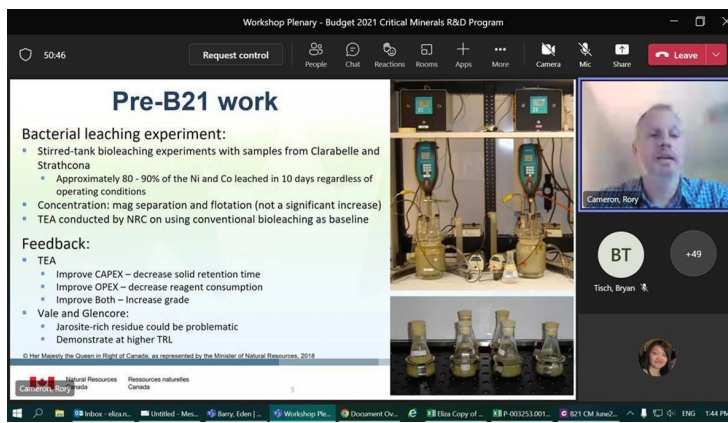 Workshop Plenary - Budget 2021 Critical Minerals R&D Program
50:46
Request control
People
Chat
Reactions
Rooms
Apps
More
Camera
Mic
Share
Leave
Pre-B21 work
Bacterial leaching experiment:
Stirred-tank bioleaching experiments with samples from Clarabelle and
Strathcona
Approximately 80 - 90% of the Ni and Co leached in 10 days regardless of
operating conditions
Concentration: mag separation and flotation (not a significant increase)
TEA conducted by NRC on using conventional bioleaching as baseline
Feedback:
TEA
Improve CAPEX – decrease solid retention time
Improve OPEX – decrease reagent consumption
Improve Both – Increase grade
Vale and Glencore:
Jarosite-rich residue could be problematic
Demonstrate at higher TRL
© Her Majesty the Queen in Right of Canada, as represented by the Minister of Natural Resources, 2018
Natural Resources Ressources naturelles
Canada Canada
Cameron, Rory
3
Cameron, Rory
BT
+49
Tisch, Bryan
Inbox - eliza.n...
Untitled - Mes...
Barry, Eden | ...
Workshop Ple...
Document Ov...
Eliza Copy of ...
P-003253.001...
B21 CM June2...
ENG
1:44 PM